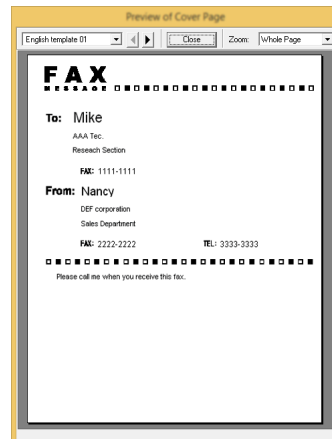 Preview of Cover Page
English template 01 Close Zoom: Whole Page
FAX
MESSAGE
To: Mike
AAA Tec.
Reseach Section
FAX: 1111-1111
From: Nancy
DEF corporation
Sales Department
FAX: 2222-2222 TEL: 3333-3333
Please call me when you receive this fax.